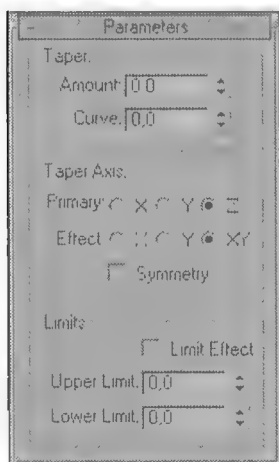 - Parameters
Taper.
Amount: 0 0
Curve. 0,0
Taper Axis.
Primary: X Y Z
Effect X Y XY
Symmetry
Limits
Limit Effect
Upper Limit. 0,0
Lower Limit. 0,0